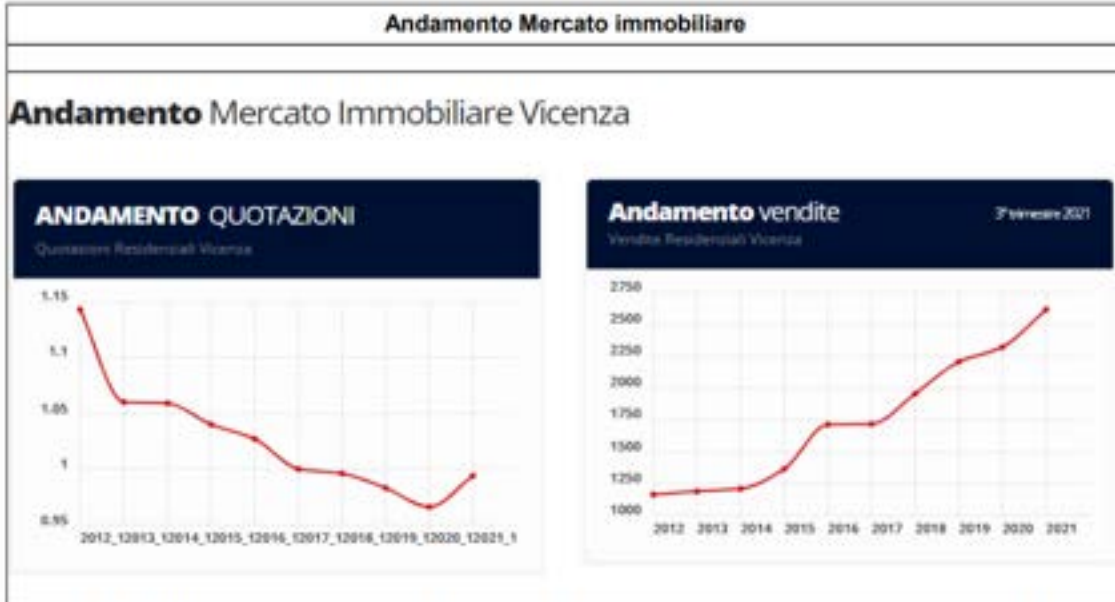 Andamento Mercato immobiliare
Andamento Mercato Immobiliare Vicenza
ANDAMENTO QUOTAZIONI
Quotazioni Residenziali Vicenza
1.15
1.1
1.05
1
0.95
2012_12013_12014_12015_12016_12017_12018_12019_12020_12021_1
Andamento vendite
3° trimestre 2021
Vendite Residenziali Vicenza
2750
2500
2250
2000
1750
1500
1250
1000
2012 2013 2014 2015 2016 2017 2018 2019 2020 2021